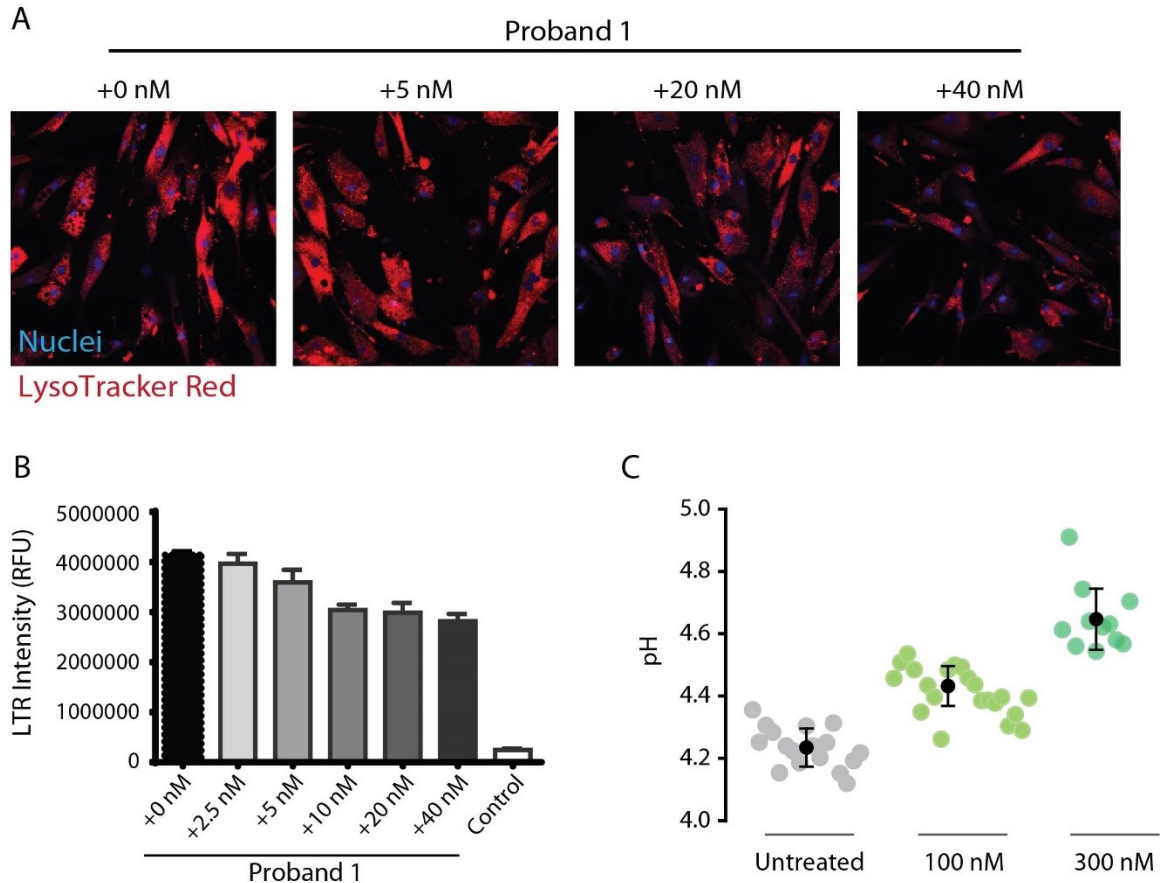 A
Proband 1
+0 nM
+5 nM
+20 nM
+40 nM
Nuclei
LysoTracker Red
B
LTR Intensity (RFU)
5000000
4000000
3000000
2000000
1000000
0
+0 nM
+2.5 nM
+5 nM
+10 nM
+20 nM
+40 nM
Control
Proband 1
C
pH
5.0
4.8
4.6
4.4
4.2
4.0
Untreated
100 nM
300 nM